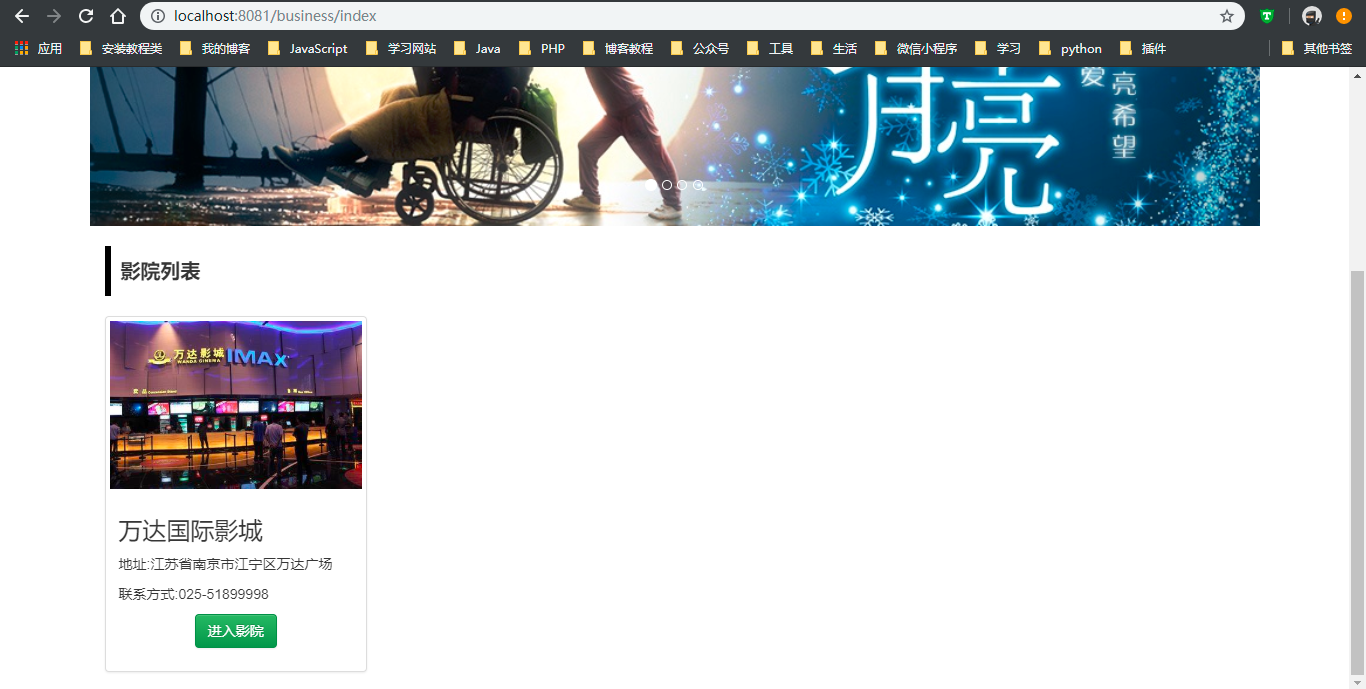 localhost:8081/business/index
应用 安装教程类 我的博客 JavaScript 学习网站 Java PHP 博客教程 公众号 工具 生活 微信小程序 学习 python 插件 其他书签
月亮
爱
亮希望
影院列表
万达影城 IMAX
WANDA CINEMA
万达国际影城
地址:江苏省南京市江宁区万达广场
联系方式:025-51899998
进入影院